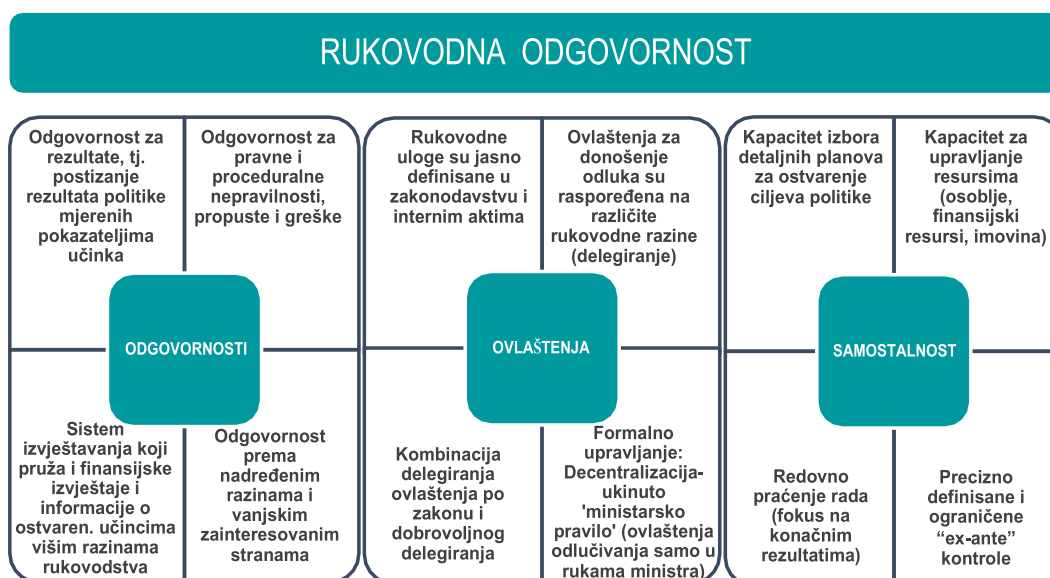 RUKOVODNA ODGOVORNOST
Odgovornost za
rezultate, tj.
postizanje
rezultata politike
mjerenih
pokazateljima
učinka
Odgovornost za
pravne i
proceduralne
nepravilnosti,
propuste i greške
ODGOVORNOSTI
Sistem
izvještavanja koji
pruža i finansijske
izvještaje i
informacije o
ostvaren. učincima
višim razinama
rukovodstva
Odgovornost
prema
nadređenim
razinama i
vanjskim
zainteresovanim
stranama
Rukovodne
uloge su jasno
definisane u
zakonodavstvu i
internim aktima
Ovlaštenja za
donošenje
odluka su
raspoređena na
različite
rukovodne razine
(delegiranje)
OVLAŠTENJA
Kombinacija
delegiranja
ovlaštenja po
zakonu i
dobrovoljnog
delegiranja
Formalno
upravljanje:
Decentralizacija-
ukinuto
'ministarsko
pravilo' (ovlaštenja
odlučivanja samo u
rukama ministra)
Kapacitet izbora
detaljnih planova
za ostvarenje
ciljeva politike
Kapacitet za
upravljanje
resursima
(osoblje,
finansijski
resursi, imovina)
SAMOSTALNOST
Redovno
praćenje rada
(fokus na
konačnim
rezultatima)
Precizno
definisane i
ograničene
“ex-ante”
kontrole